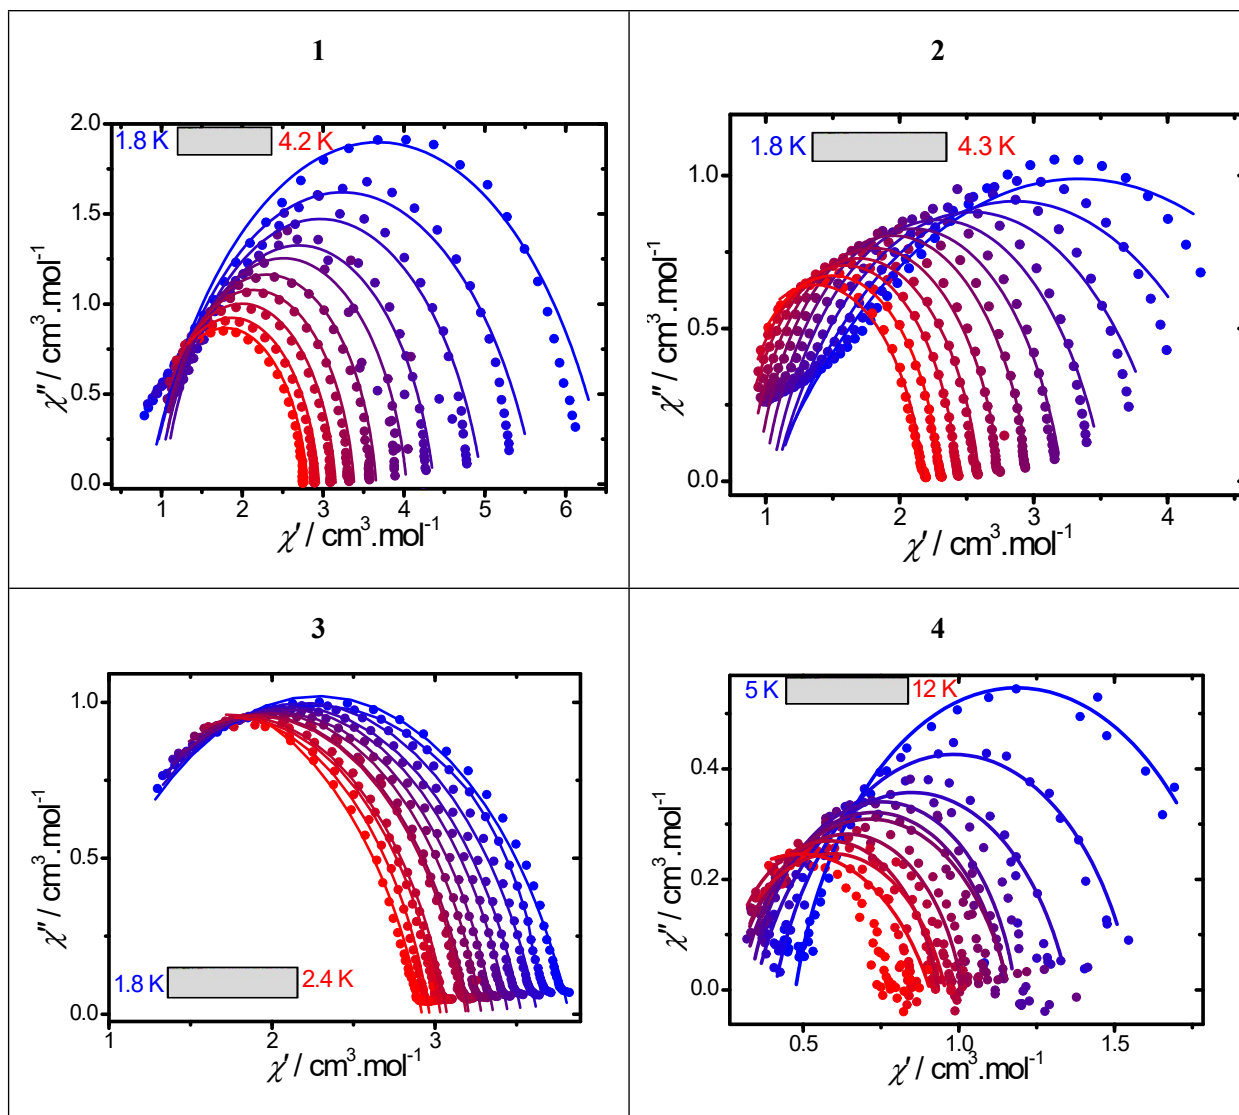 1
2.0
1.8 K 4.2 K
1.5
1.0
0.5
0.0
χ'' / cm³.mol⁻¹
1 2 3 4 5 6
χ' / cm³.mol⁻¹
2
1.8 K 4.3 K
1.0
0.5
0.0
χ'' / cm³.mol⁻¹
1 2 3 4
χ' / cm³.mol⁻¹
3
1.0
0.5
1.8 K 2.4 K
0.0
χ'' / cm³.mol⁻¹
1 2 3
χ' / cm³.mol⁻¹
4
5 K 12 K
0.4
0.2
0.0
χ'' / cm³.mol⁻¹
0.5 1.0 1.5
χ' / cm³.mol⁻¹